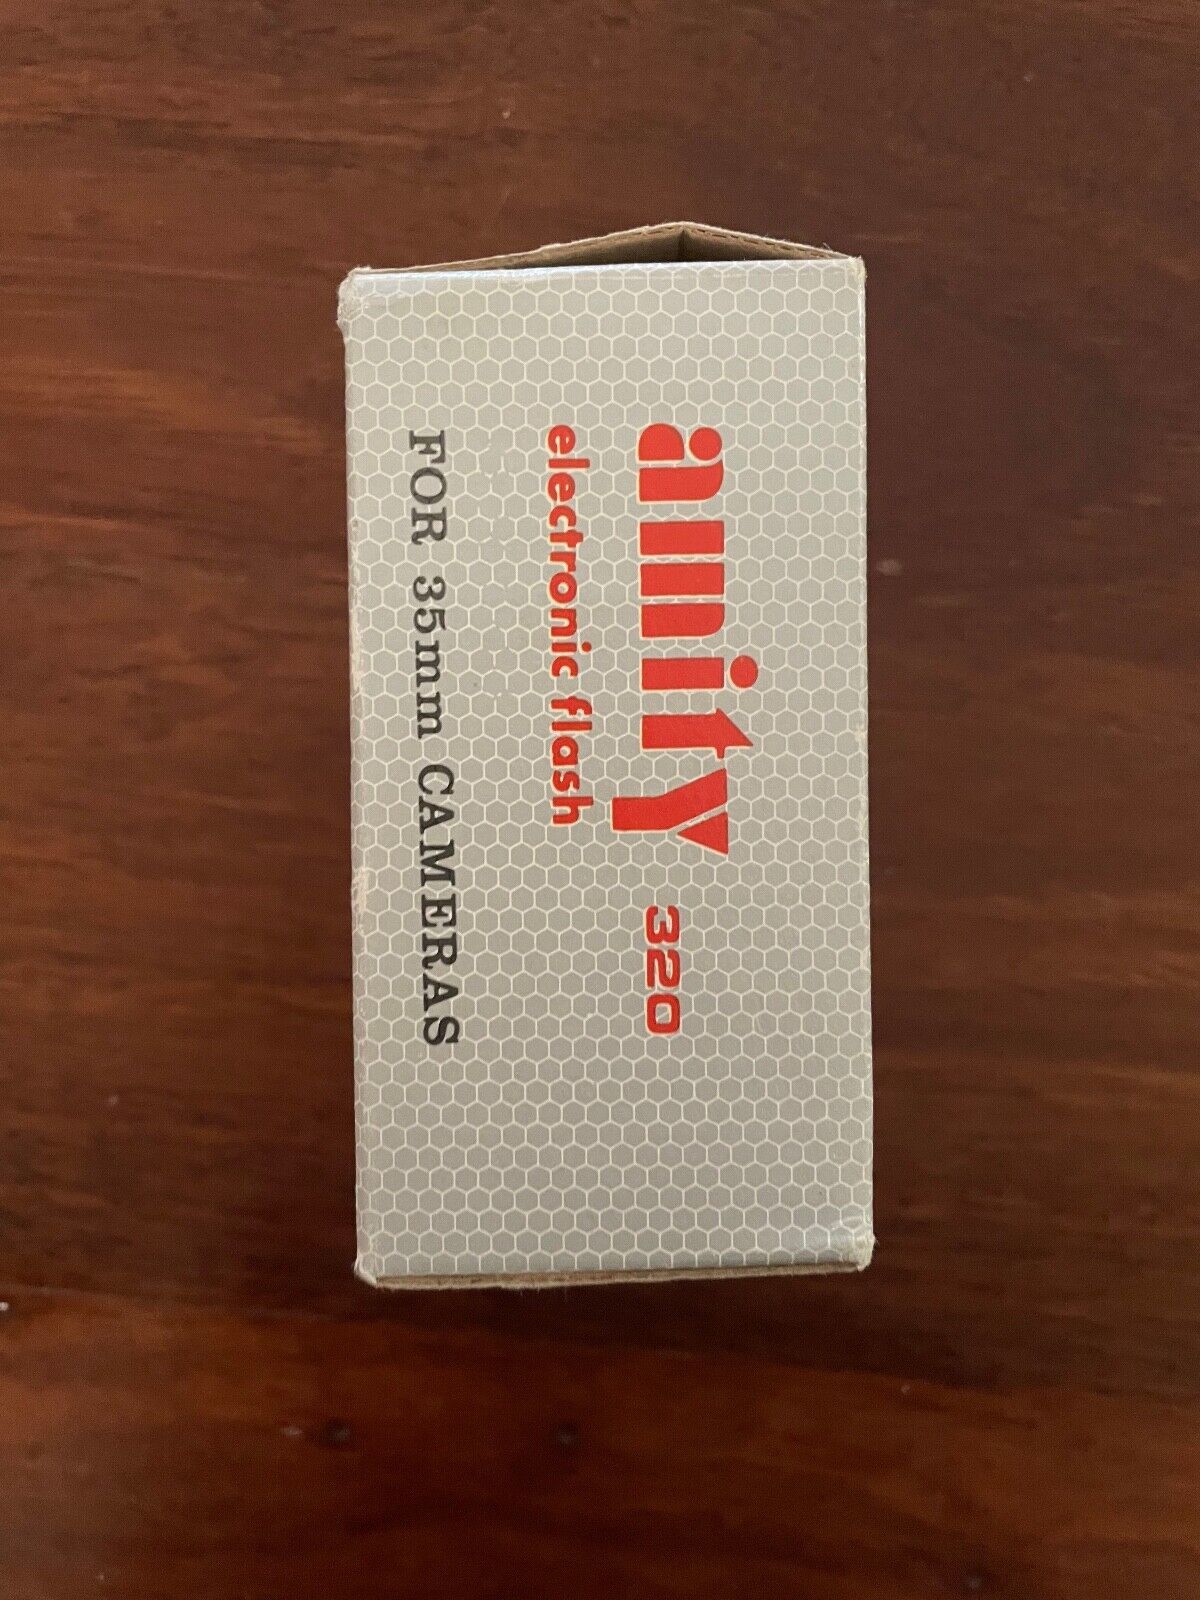 amity 320
electronic flash
FOR 35mm CAMERAS